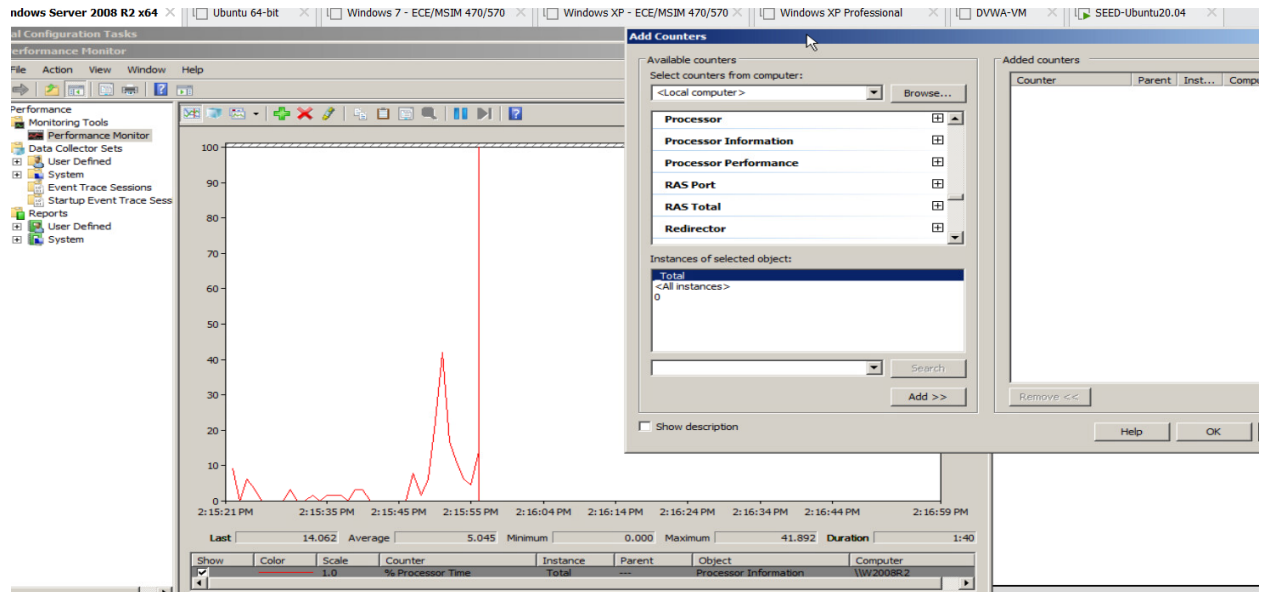 ndows Server 2008 R2 x64 Ubuntu 64-bit Windows 7 - ECE/MSIM 470/570 Windows XP - ECE/MSIM 470/570 Windows XP Professional DVWA-VM SEED-Ubuntu20.04
al Configuration Tasks
erformance Monitor
File Action View Window Help
Performance
Monitoring Tools
Performance Monitor
Data Collector Sets
User Defined
System
Event Trace Sessions
Startup Event Trace Sess
Reports
User Defined
System
100
90
80
70
60
50
40
30
20
10
0
2:15:21 PM 2:15:35 PM 2:15:45 PM 2:15:55 PM 2:16:04 PM 2:16:14 PM 2:16:24 PM 2:16:34 PM 2:16:44 PM 2:16:59 PM
Last 14.062 Average 5.045 Minimum 0.000 Maximum 41.892 Duration 1:40
Show Color Scale Counter Instance Parent Object Computer
1.0 % Processor Time _Total --- Processor Information \\W2008R2
Add Counters
Available counters
Select counters from computer:
<Local computer> Browse...
Processor
Processor Information
Processor Performance
RAS Port
RAS Total
Redirector
Instances of selected object:
_Total
<All instances>
0
Search
Add >>
Show description
Added counters
Counter Parent Inst... Compu
Remove <<
Help OK